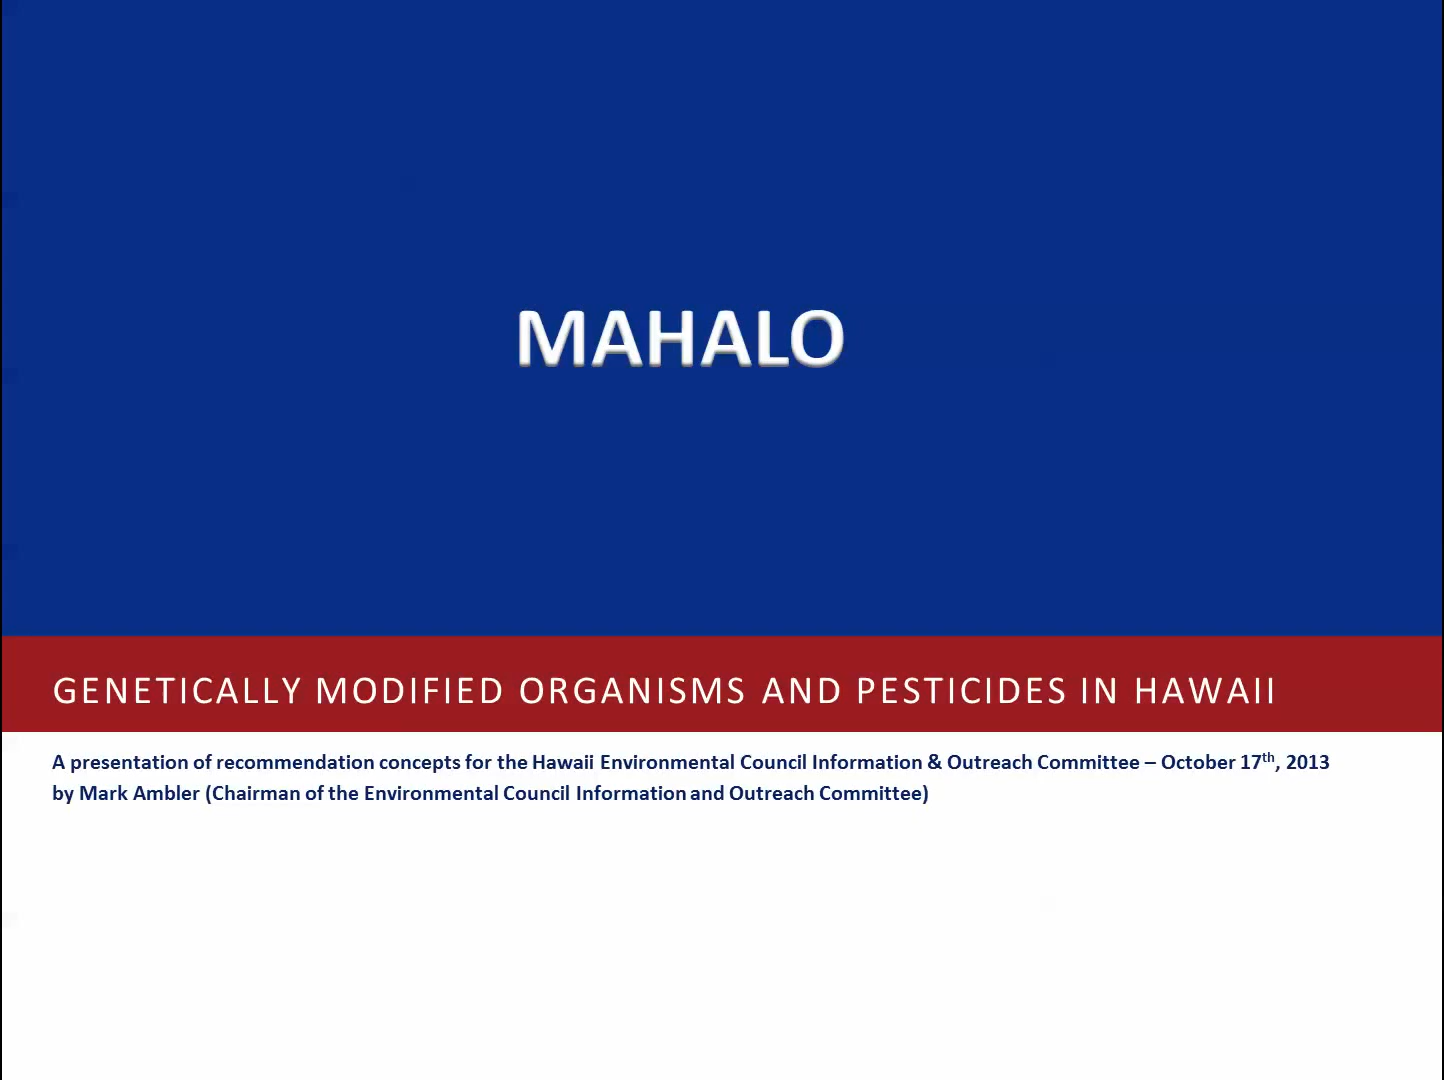 MAHALO
GENETICALLY MODIFIED ORGANISMS AND PESTICIDES IN HAWAII
A presentation of recommendation concepts for the Hawaii Environmental Council Information & Outreach Committee – October 17th, 2013
by Mark Ambler (Chairman of the Environmental Council Information and Outreach Committee)